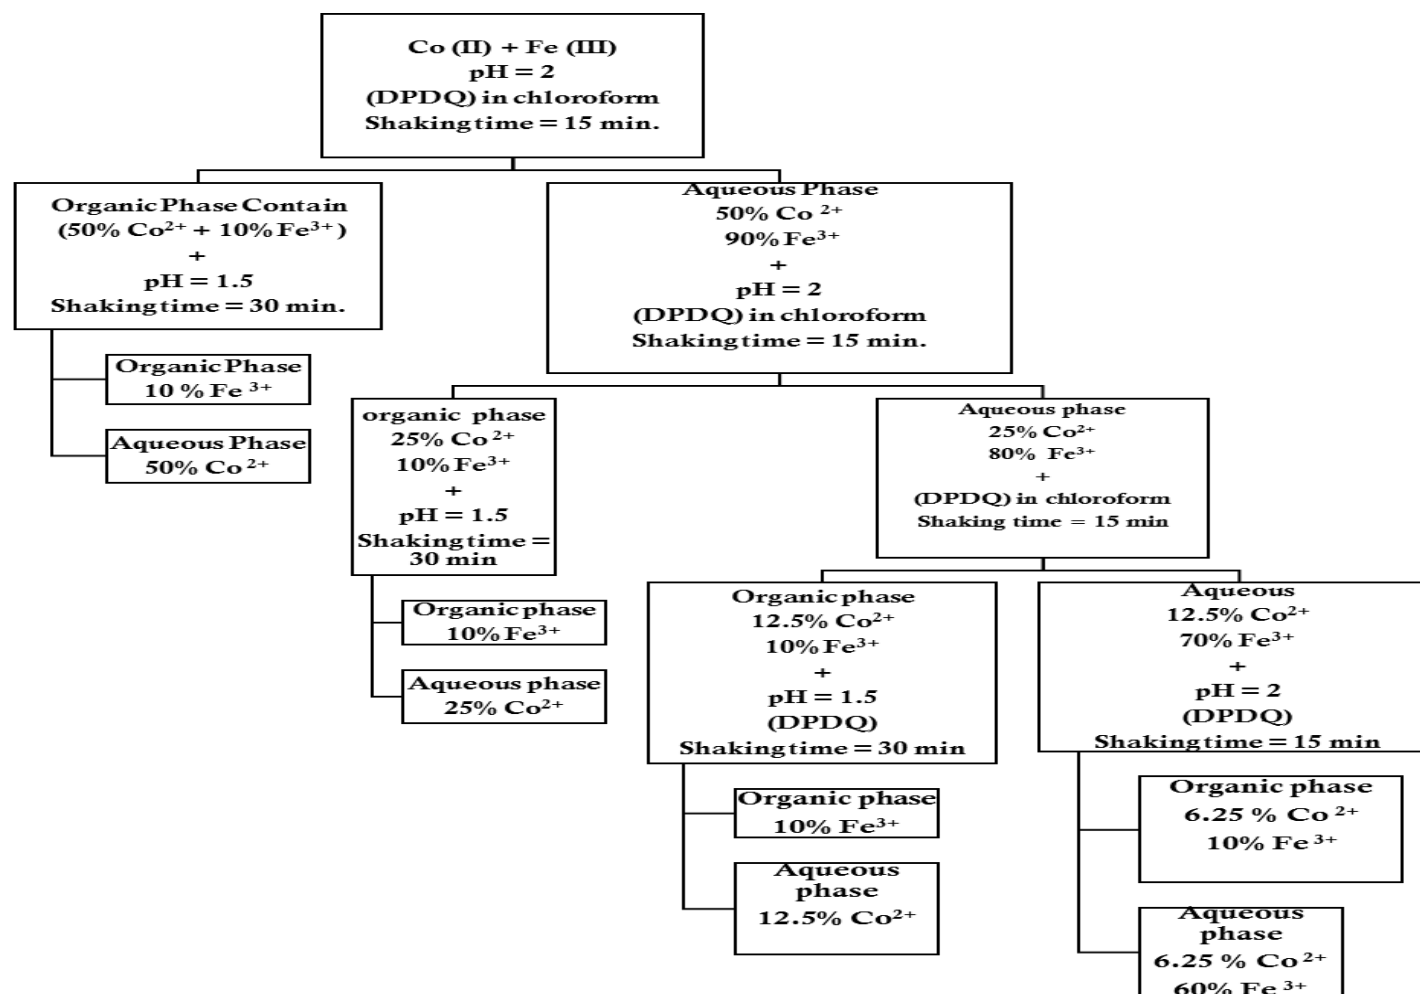 Co (II) + Fe (III)
pH = 2
(DPDQ) in chloroform
Shaking time = 15 min.
Organic Phase Contain
(50% Co²⁺ + 10% Fe³⁺)
+
pH = 1.5
Shaking time = 30 min.
Aqueous Phase
50% Co ²⁺
90% Fe³⁺
+
pH = 2
(DPDQ) in chloroform
Shaking time = 15 min.
Organic Phase
10 % Fe ³⁺
Aqueous Phase
50% Co ²⁺
organic phase
25% Co ²⁺
10% Fe³⁺
+
pH = 1.5
Shaking time =
30 min
Aqueous phase
25% Co²⁺
80% Fe³⁺
+
(DPDQ) in chloroform
Shaking time = 15 min
Organic phase
10% Fe³⁺
Aqueous phase
25% Co²⁺
Organic phase
12.5% Co²⁺
10% Fe³⁺
+
pH = 1.5
(DPDQ)
Shaking time = 30 min
Aqueous
12.5% Co²⁺
70% Fe³⁺
+
pH = 2
(DPDQ)
Shaking time = 15 min
Organic phase
10% Fe³⁺
Aqueous
phase
12.5% Co²⁺
Organic phase
6.25 % Co ²⁺
10% Fe ³⁺
Aqueous
phase
6.25 % Co ²⁺
60% Fe ³⁺